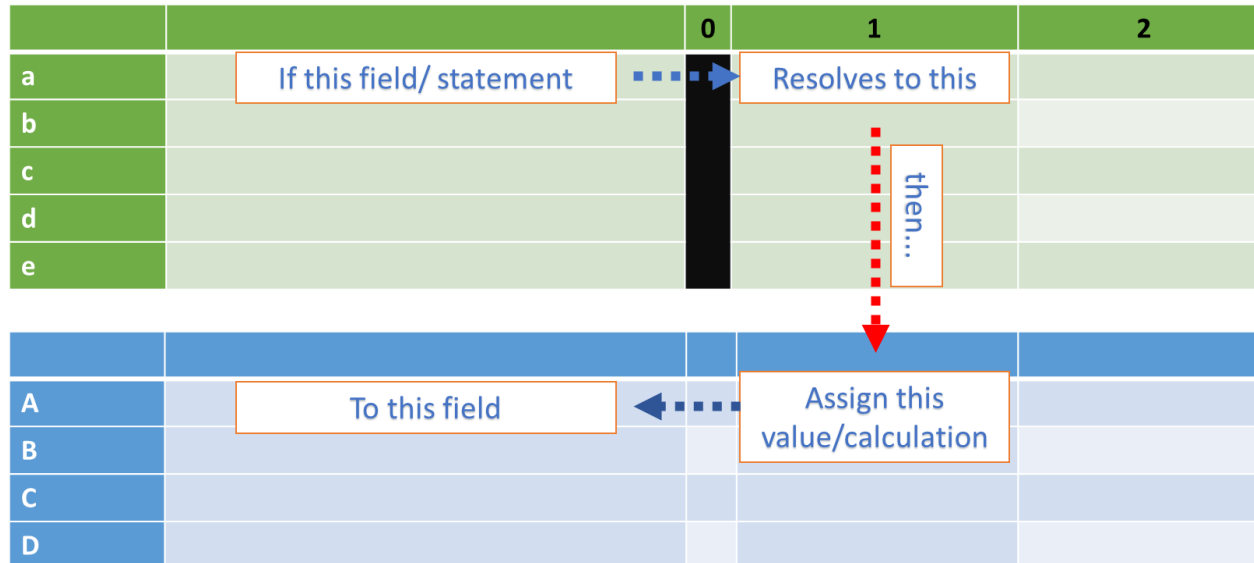 0 1 2
a If this field/ statement Resolves to this
b
c
then...
d
e
A To this field Assign this
value/calculation
B
C
D